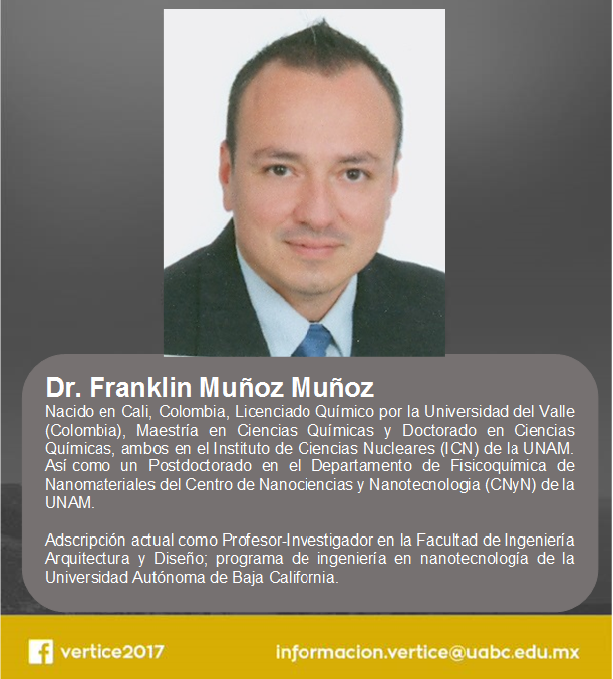 Dr. Franklin Muñoz Muñoz
Nacido en Cali, Colombia, Licenciado Químico por la Universidad del Valle
(Colombia), Maestría en Ciencias Químicas y Doctorado en Ciencias
Químicas, ambos en el Instituto de Ciencias Nucleares (ICN) de la UNAM.
Así como un Postdoctorado en el Departamento de Fisicoquímica de
Nanomateriales del Centro de Nanociencias y Nanotecnologia (CNyN) de la
UNAM.
Adscripción actual como Profesor-Investigador en la Facultad de Ingeniería
Arquitectura y Diseño; programa de ingeniería en nanotecnología de la
Universidad Autónoma de Baja California.
f vertice2017 informacion.vertice@uabc.edu.mx